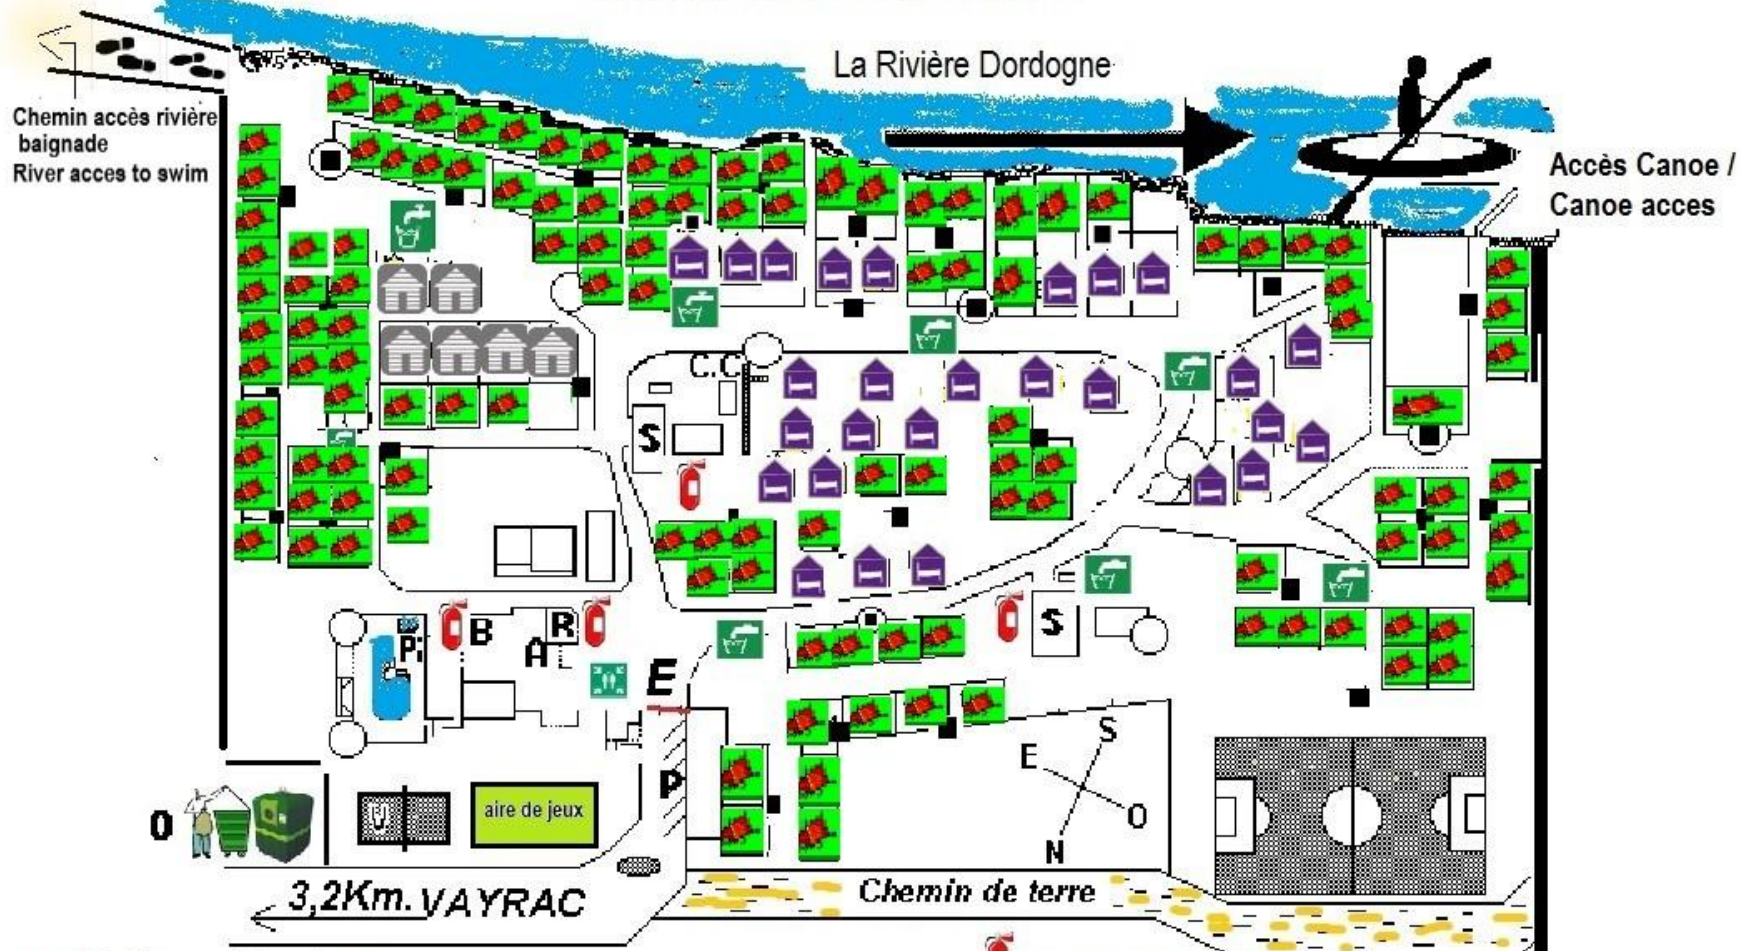 La Rivière Dordogne
Chemin accès rivière
baignade
River acces to swim
Accès Canoe /
Canoe acces
C.C
S
B
R
A
Pi
E
S
P
S
E
O
N
V
aire de jeux
O
3,2Km. VAYRAC
Chemin de terre